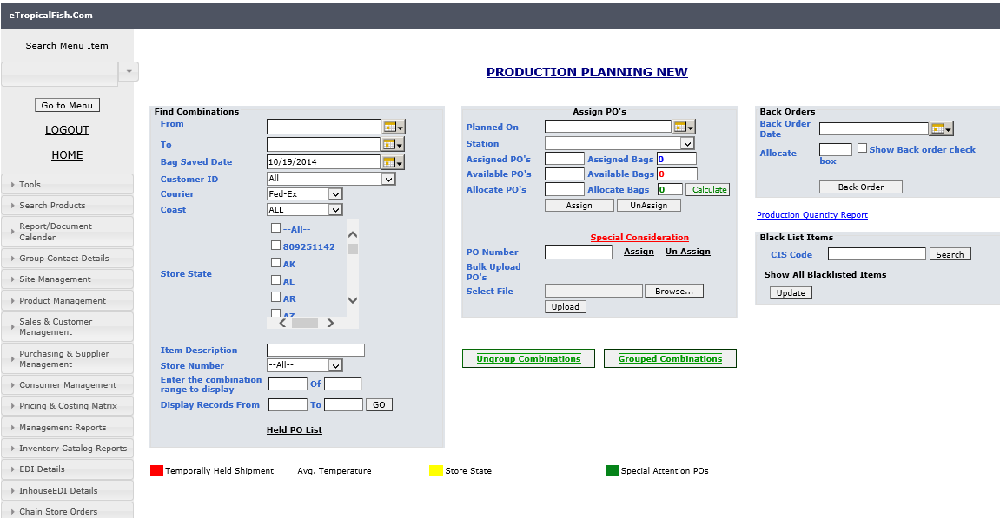 eTropicalFish.Com
Search Menu Item
Go to Menu
LOGOUT
HOME
Tools
Search Products
Report/Document
Calender
Group Contact Details
Site Management
Product Management
Sales & Customer
Management
Purchasing & Supplier
Management
Consumer Management
Pricing & Costing Matrix
Management Reports
Inventory Catalog Reports
EDI Details
InhouseEDI Details
Chain Store Orders
PRODUCTION PLANNING NEW
Find Combinations
From
To
Bag Saved Date 10/19/2014
Customer ID All
Courier Fed-Ex
Coast ALL
Store State
--All--
809251142
AK
AL
AR
AZ
Item Description
Store Number --All--
Enter the combination
range to display Of
Display Records From To GO
Held PO List
Assign PO's
Planned On
Station
Assigned PO's Assigned Bags 0
Available PO's Available Bags 0
Allocate PO's Allocate Bags 0 Calculate
Assign UnAssign
Special Consideration
PO Number Assign Un Assign
Bulk Upload
PO's
Select File Browse...
Upload
Ungroup Combinations Grouped Combinations
Back Orders
Back Order
Date
Allocate Show Back order check
box
Back Order
Production Quantity Report
Black List Items
CIS Code Search
Show All Blacklisted Items
Update
Temporally Held Shipment Avg. Temperature Store State Special Attention POs